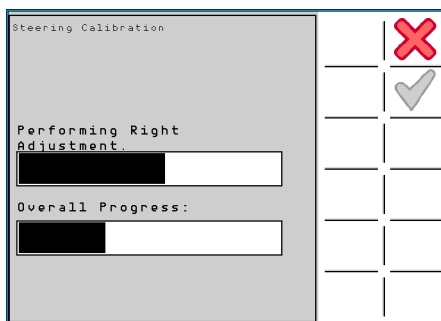 Steering Calibration
Performing Right
Adjustment.
Overall Progress: